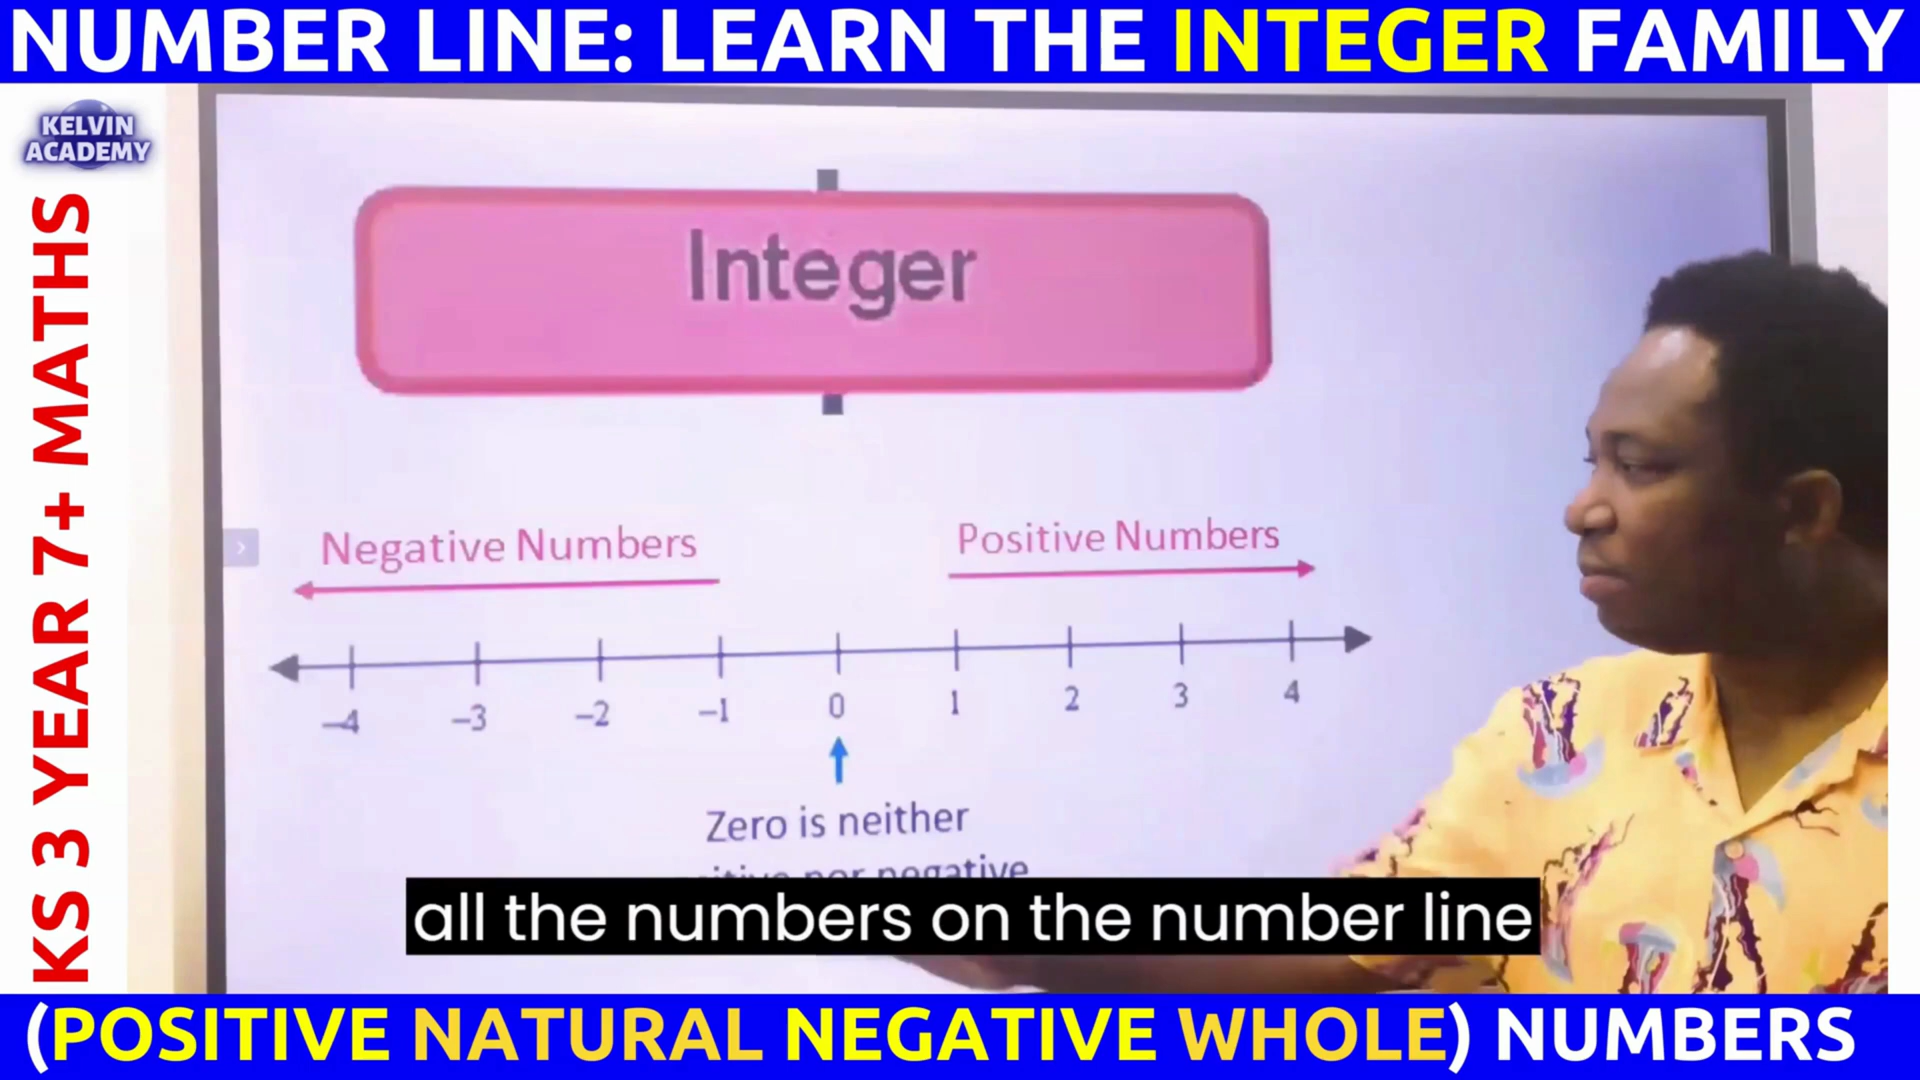 NUMBER LINE: LEARN THE INTEGER FAMILY
KELVIN
ACADEMY
KS 3 YEAR 7+ MATHS
Integer
Negative Numbers
Positive Numbers
–4 –3 –2 –1 0 1 2 3 4
Zero is neither
nor negative
all the numbers on the number line
(POSITIVE NATURAL NEGATIVE WHOLE) NUMBERS